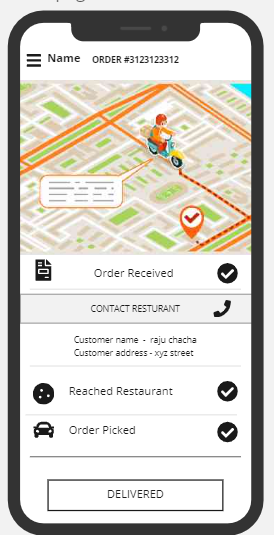 Name ORDER #3123123312
Order Received
CONTACT RESTURANT
Customer name - raju chacha
Customer address - xyz street
Reached Restaurant
Order Picked
DELIVERED